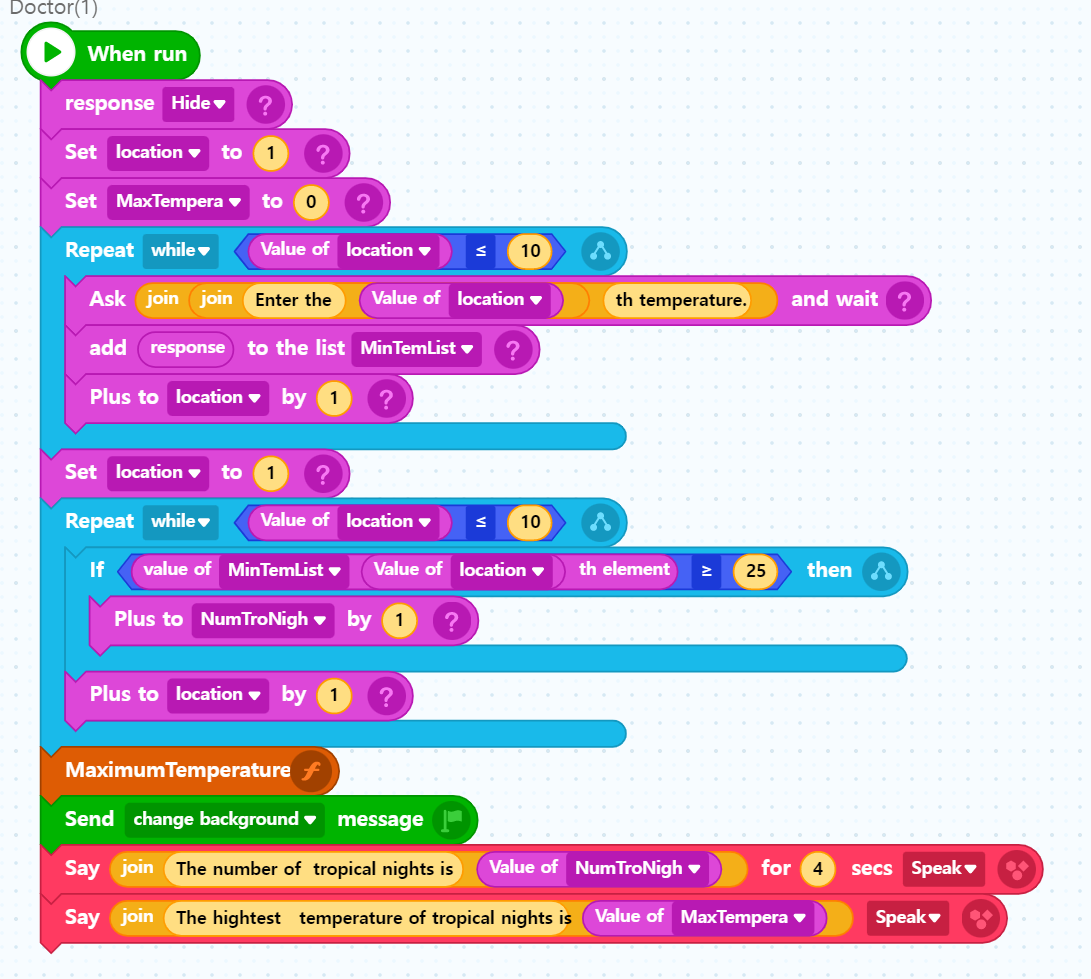 Doctor(1)
When run
response Hide ?
Set location to 1 ?
Set MaxTempera to 0 ?
Repeat while Value of location ≤ 10
Ask join join Enter the Value of location th temperature. and wait ?
add response to the list MinTemList ?
Plus to location by 1 ?
Set location to 1 ?
Repeat while Value of location ≤ 10
If value of MinTemList Value of location th element ≥ 25 then
Plus to NumTroNigh by 1 ?
Plus to location by 1 ?
MaximumTemperature f
Send change background message
Say join The number of tropical nights is Value of NumTroNigh for 4 secs Speak
Say join The hightest temperature of tropical nights is Value of MaxTempera Speak